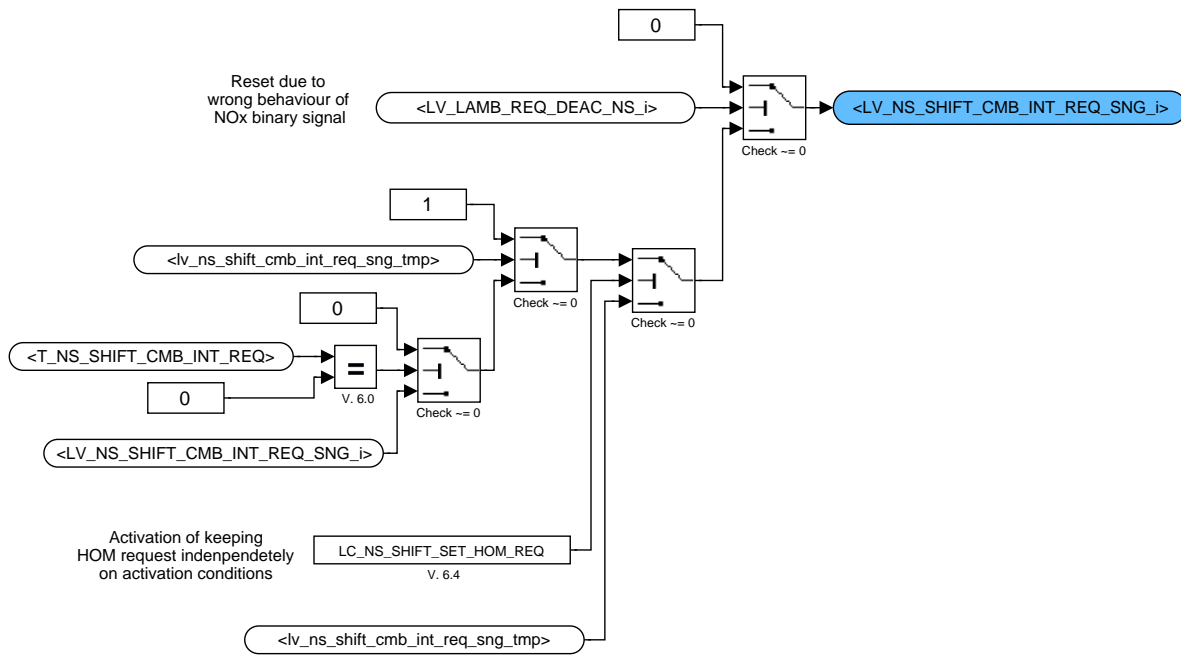 0
Reset due to
wrong behaviour of
NOx binary signal
<LV_LAMB_REQ_DEAC_NS_i>
<LV_NS_SHIFT_CMB_INT_REQ_SNG_i>
Check ~= 0
1
<lv_ns_shift_cmb_int_req_sng_tmp>
Check ~= 0
Check ~= 0
0
<T_NS_SHIFT_CMB_INT_REQ>
=
0
V. 6.0
Check ~= 0
<LV_NS_SHIFT_CMB_INT_REQ_SNG_i>
Activation of keeping
HOM request indenpendetely
on activation conditions
LC_NS_SHIFT_SET_HOM_REQ
V. 6.4
<lv_ns_shift_cmb_int_req_sng_tmp>